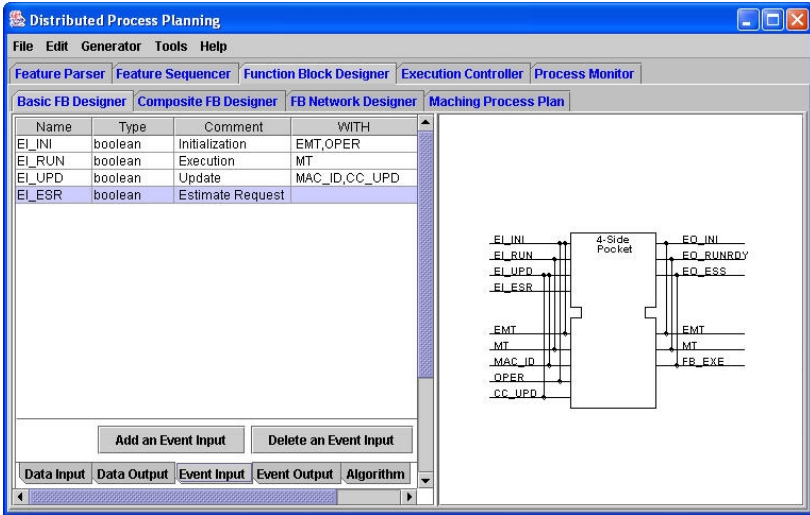 Distributed Process Planning
File Edit Generator Tools Help
Feature Parser Feature Sequencer Function Block Designer Execution Controller Process Monitor
Basic FB Designer Composite FB Designer FB Network Designer Maching Process Plan
Name Type Comment WITH
EI_INI boolean Initialization EMT,OPER
EI_RUN boolean Execution MT
EI_UPD boolean Update MAC_ID,CC_UPD
EI_ESR boolean Estimate Request
4-Side
Pocket
EI_INI EO_INI
EI_RUN EO_RUNRDY
EI_UPD EO_ESS
EI_ESR
EMT EMT
MT MT
MAC_ID FB_EXE
OPER
CC_UPD
Add an Event Input Delete an Event Input
Data Input Data Output Event Input Event Output Algorithm